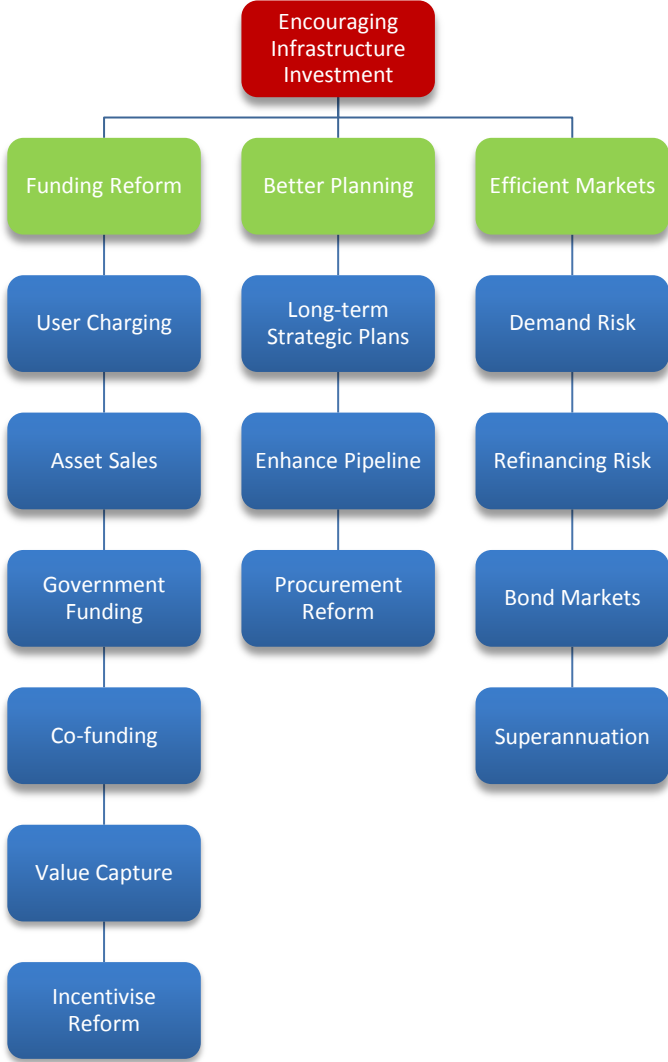 Encouraging
Infrastructure
Investment
Funding Reform
Better Planning
Efficient Markets
User Charging
Long-term
Strategic Plans
Demand Risk
Asset Sales
Enhance Pipeline
Refinancing Risk
Government
Funding
Procurement
Reform
Bond Markets
Co-funding
Superannuation
Value Capture
Incentivise
Reform